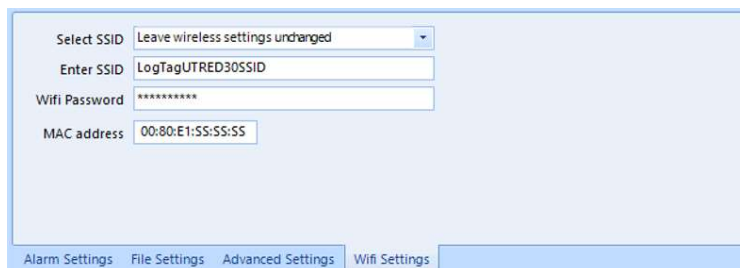 Select SSID Leave wireless settings unchanged
Enter SSID LogTagUTRED30SSID
Wifi Password **********
MAC address 00:80:E1:SS:SS:SS
Alarm Settings File Settings Advanced Settings Wifi Settings